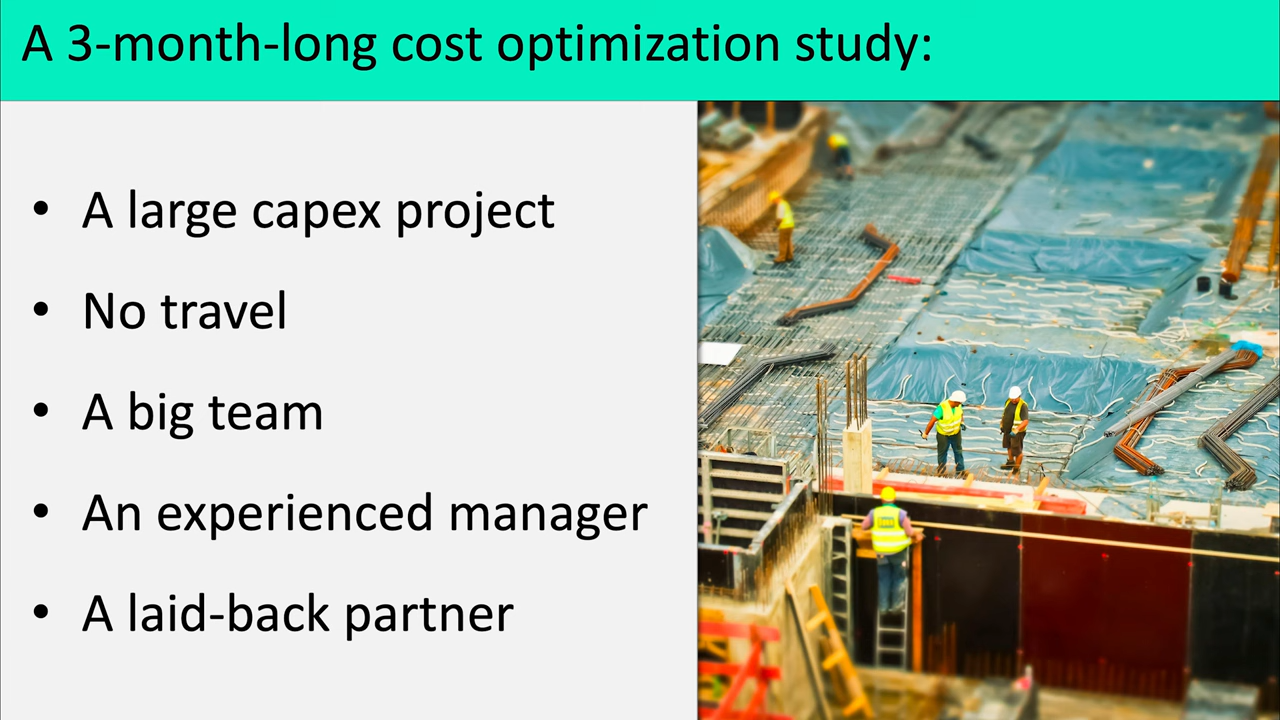 A 3-month-long cost optimization study:
• A large capex project
• No travel
• A big team
• An experienced manager
• A laid-back partner